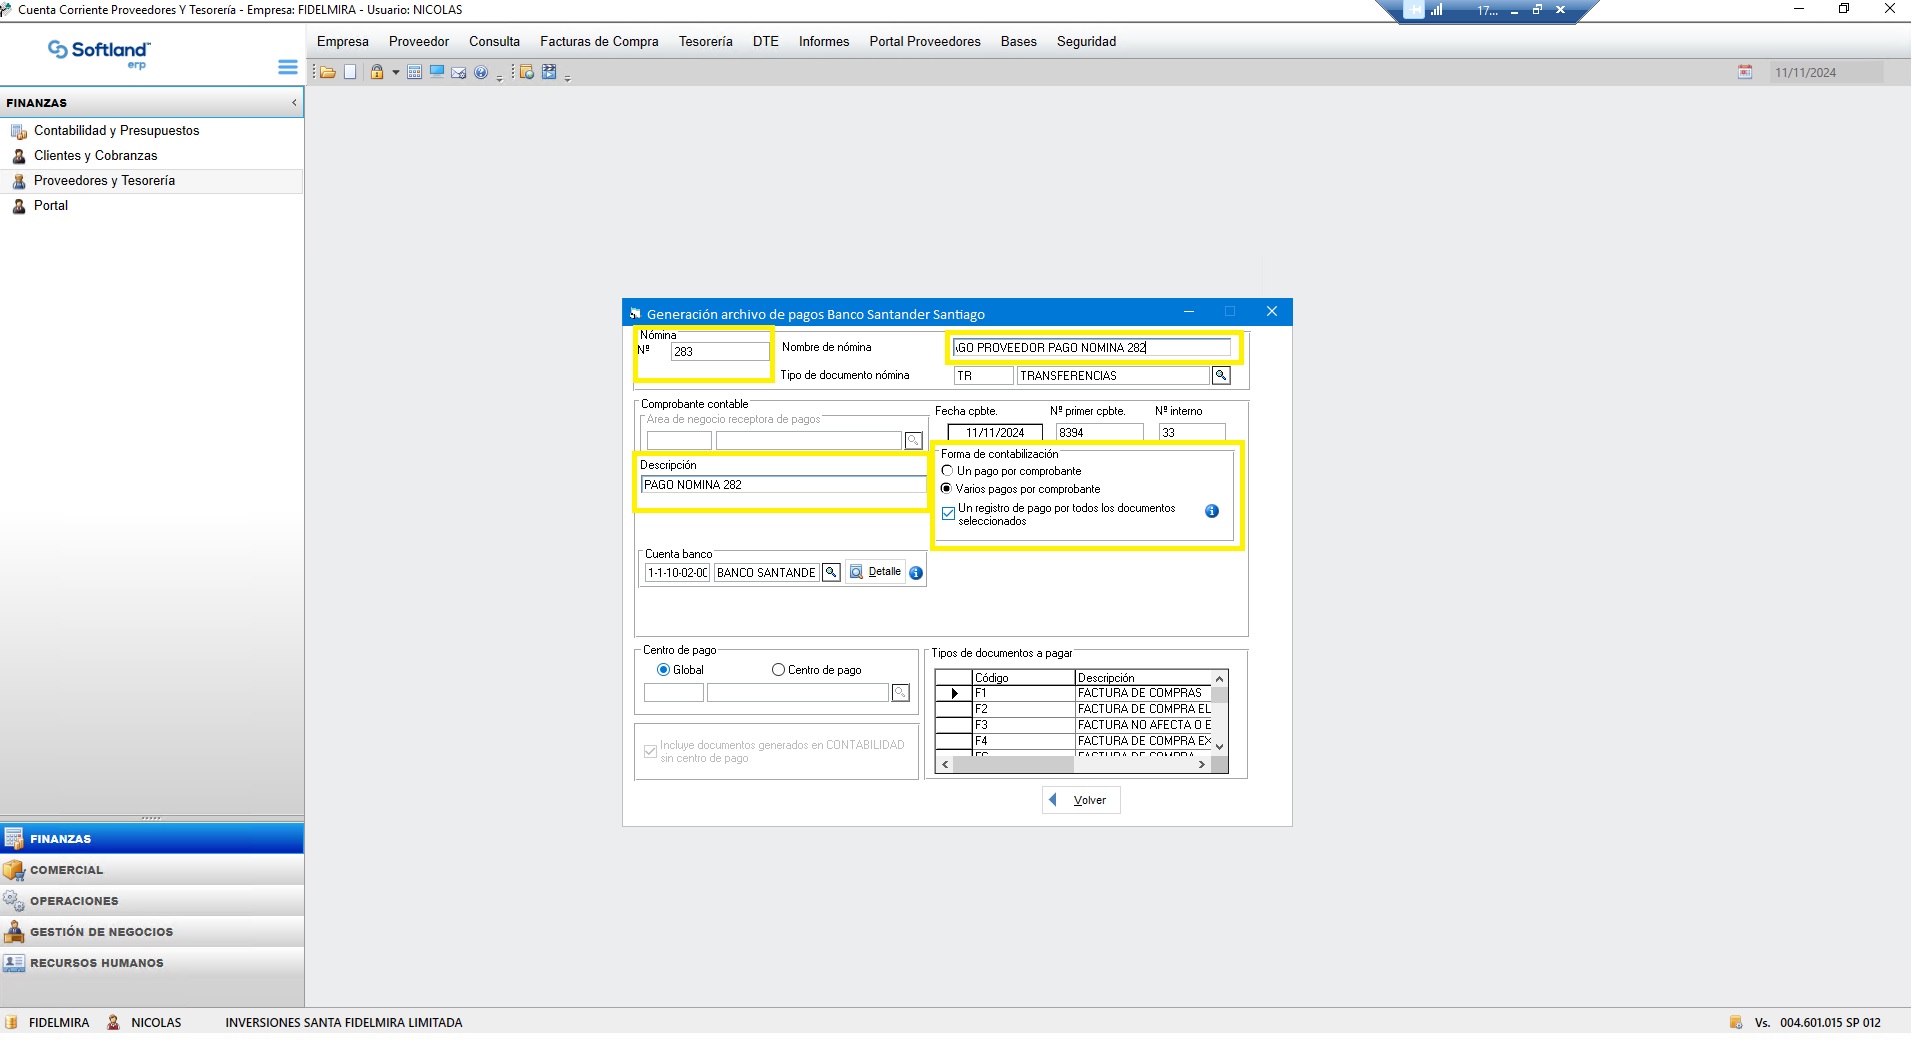 Cuenta Corriente Proveedores Y Tesorería - Empresa: FIDELMIRA - Usuario: NICOLAS
17...
Softland
erp
Empresa Proveedor Consulta Facturas de Compra Tesorería DTE Informes Portal Proveedores Bases Seguridad
11/11/2024
FINANZAS
Contabilidad y Presupuestos
Clientes y Cobranzas
Proveedores y Tesorería
Portal
Generación archivo de pagos Banco Santander Santiago
Nómina
Nº 283
Nombre de nómina GO PROVEEDOR PAGO NOMINA 282
Tipo de documento nómina TR TRANSFERENCIAS
Comprobante contable
Area de negocio receptora de pagos
Fecha cpbte. Nº primer cpbte. Nº interno
11/11/2024 8394 33
Descripción
PAGO NOMINA 282
Forma de contabilización
Un pago por comprobante
Varios pagos por comprobante
Un registro de pago por todos los documentos
seleccionados
Cuenta banco
1-1-10-02-00 BANCO SANTANDE Detalle
Centro de pago
Global Centro de pago
Incluye documentos generados en CONTABILIDAD
sin centro de pago
Tipos de documentos a pagar
Código Descripción
F1 FACTURA DE COMPRAS
F2 FACTURA DE COMPRA EL
F3 FACTURA NO AFECTA O E
F4 FACTURA DE COMPRA EX
FACTURA DE COMPRA
Volver
FINANZAS
COMERCIAL
OPERACIONES
GESTIÓN DE NEGOCIOS
RECURSOS HUMANOS
FIDELMIRA NICOLAS INVERSIONES SANTA FIDELMIRA LIMITADA
Vs. 004.601.015 SP 012